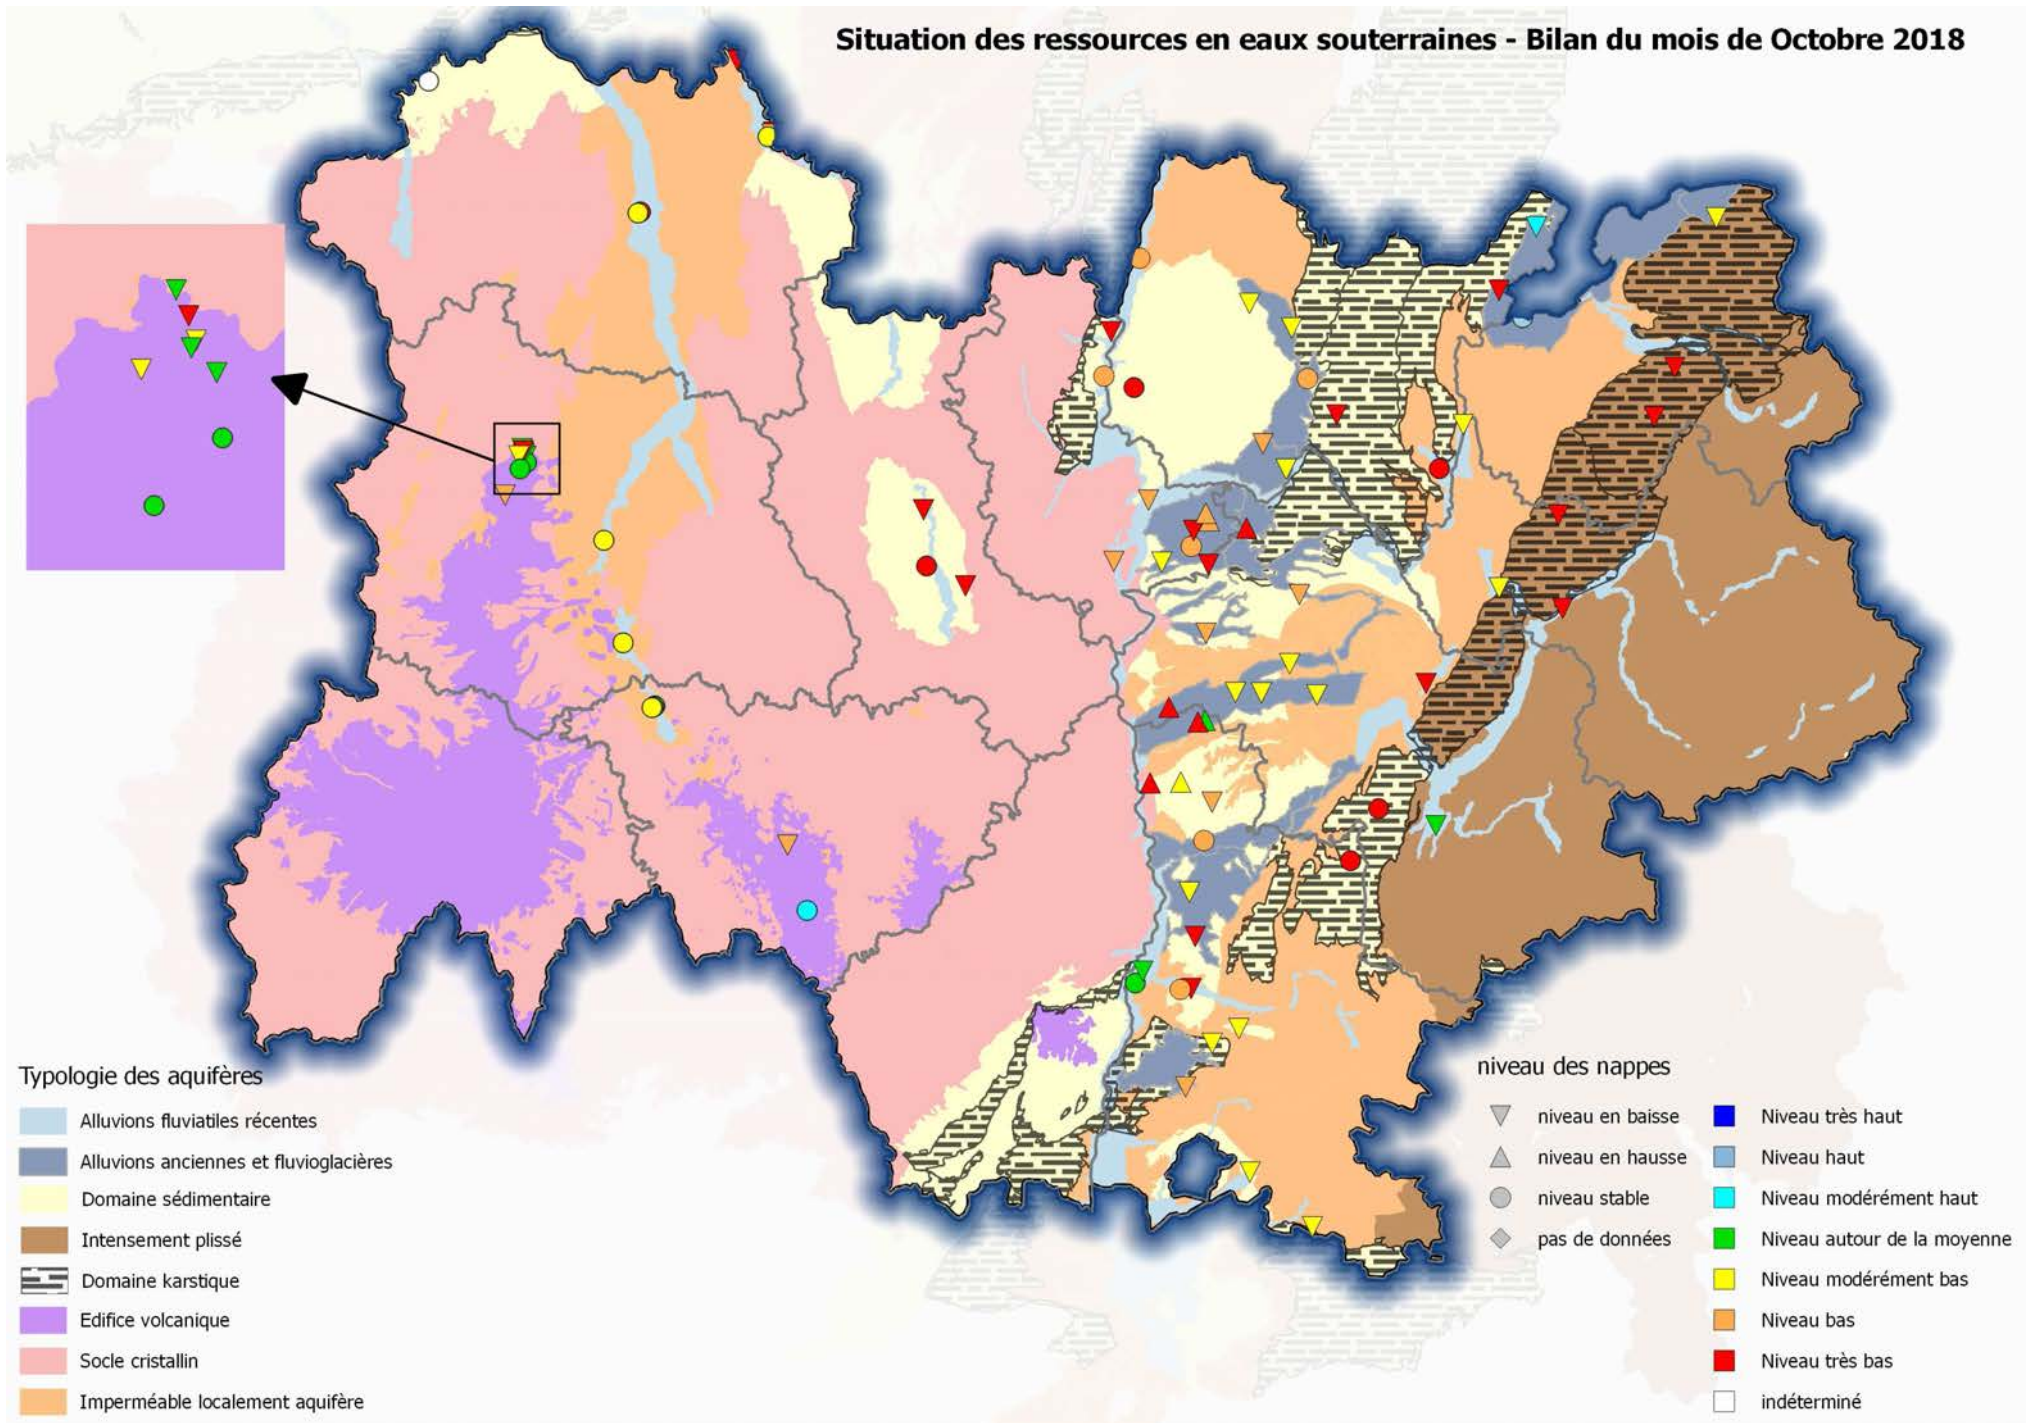 Situation des ressources en eaux souterraines - Bilan du mois de Octobre 2018
Typologie des aquifères
Alluvions fluviatiles récentes
Alluvions anciennes et fluvioglacières
Domaine sédimentaire
Intensement plissé
Domaine karstique
Edifice volcanique
Socle cristallin
Imperméable localement aquifère
niveau des nappes
niveau en baisse
niveau en hausse
niveau stable
pas de données
Niveau très haut
Niveau haut
Niveau modérément haut
Niveau autour de la moyenne
Niveau modérément bas
Niveau bas
Niveau très bas
indéterminé